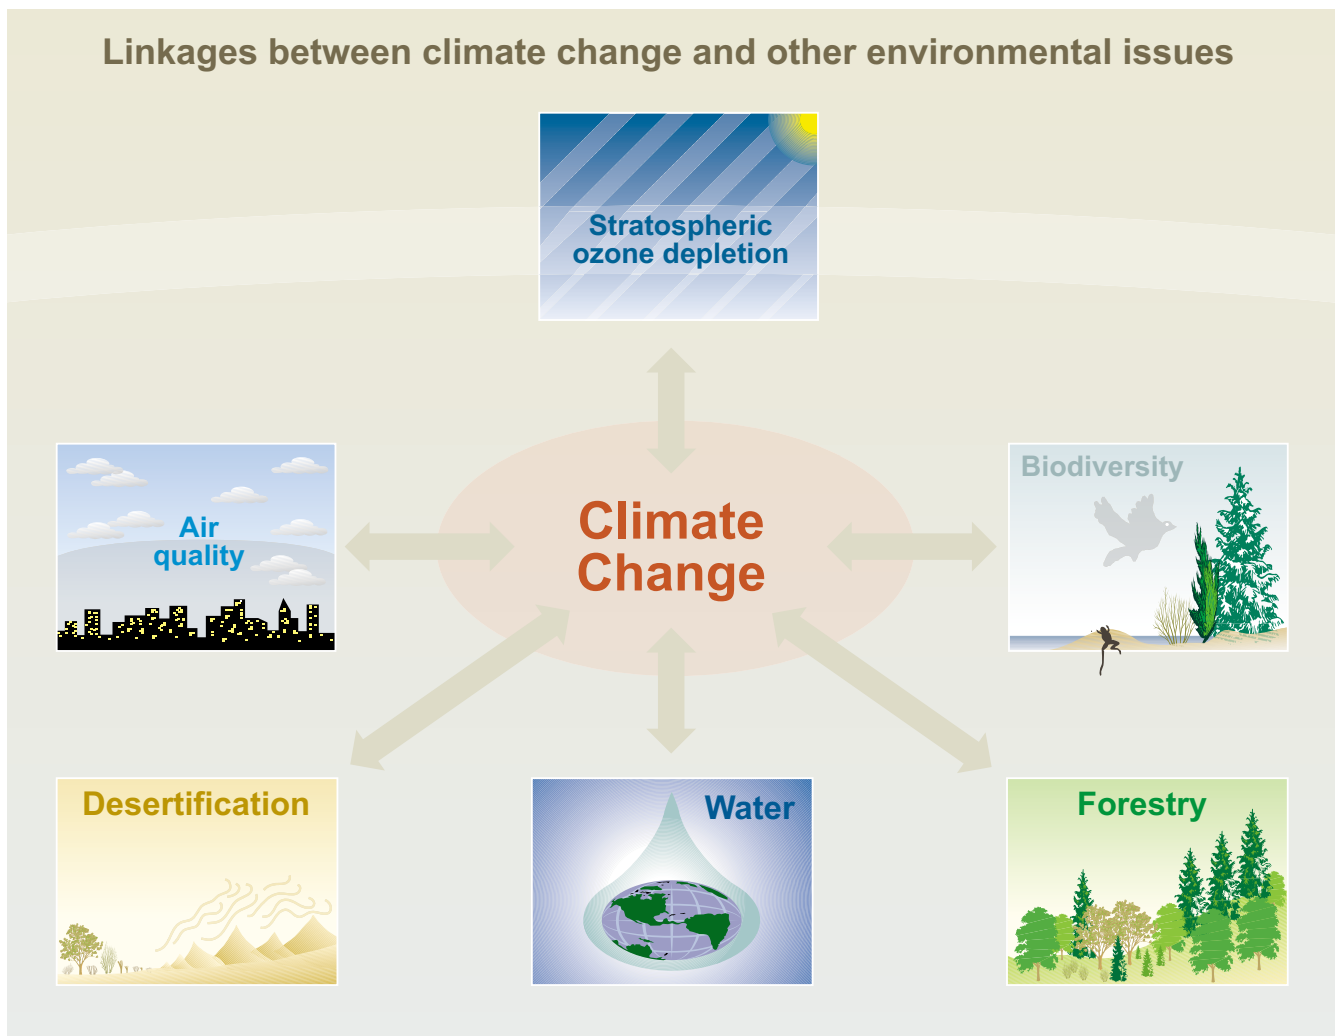 Linkages between climate change and other environmental issues
Stratospheric
ozone depletion
Air
quality
Climate
Change
Biodiversity
Desertification
Water
Forestry